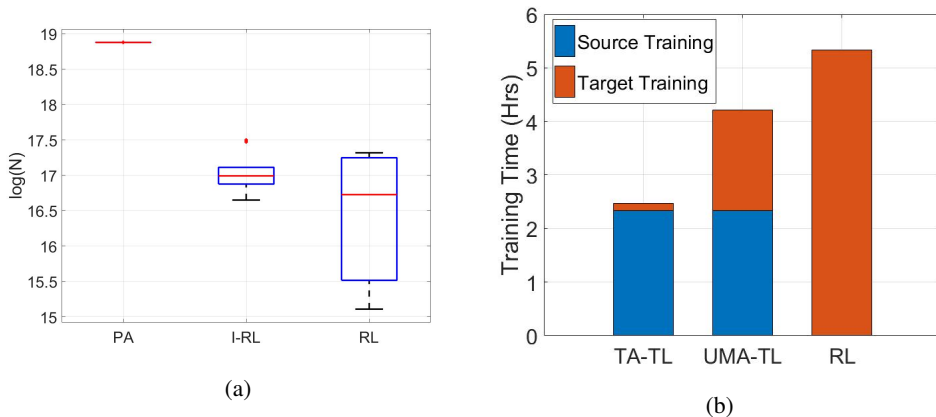 19
18.5
18
17.5
17
16.5
16
15.5
15
log(N)
PA I-RL RL
(a)
6
5
4
3
2
1
0
Training Time (Hrs)
Source Training
Target Training
TA-TL UMA-TL RL
(b)